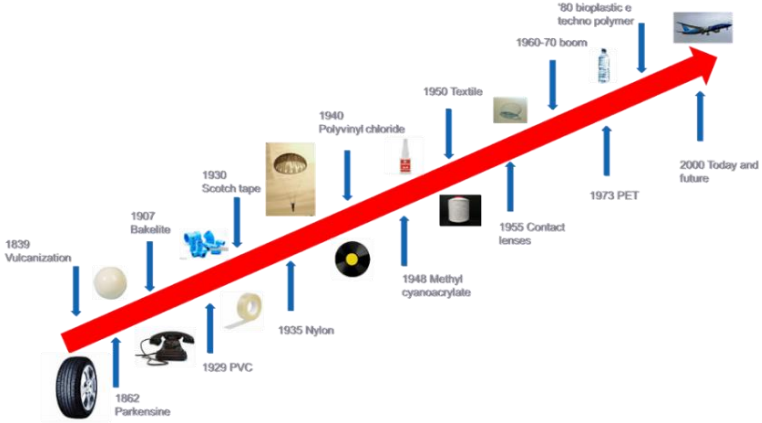 1839
Vulcanization
1862
Parkensine
1907
Bakelite
1929 PVC
1930
Scotch tape
1935 Nylon
1940
Polyvinyl chloride
1948 Methyl
cyanoacrylate
1950 Textile
1955 Contact
lenses
1960-70 boom
1973 PET
'80 bioplastic e
techno polymer
2000 Today and
future